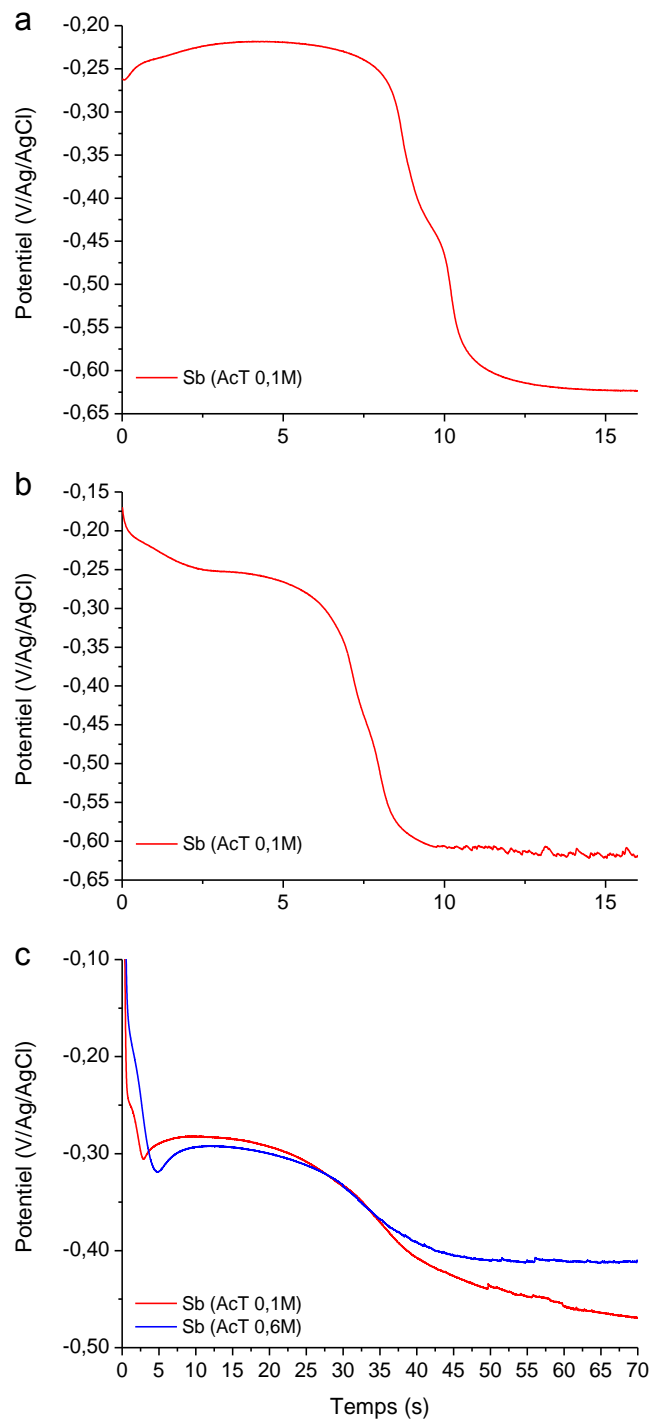 a
-0,20
-0,25
-0,30
-0,35
-0,40
-0,45
-0,50
-0,55
-0,60
-0,65
Potentiel (V/Ag/AgCl)
Sb (AcT 0,1M)
0 5 10 15
b
-0,15
-0,20
-0,25
-0,30
-0,35
-0,40
-0,45
-0,50
-0,55
-0,60
-0,65
Potentiel (V/Ag/AgCl)
Sb (AcT 0,1M)
0 5 10 15
c
-0,10
-0,20
-0,30
-0,40
-0,50
Potentiel (V/Ag/AgCl)
Sb (AcT 0,1M)
Sb (AcT 0,6M)
0 5 10 15 20 25 30 35 40 45 50 55 60 65 70
Temps (s)